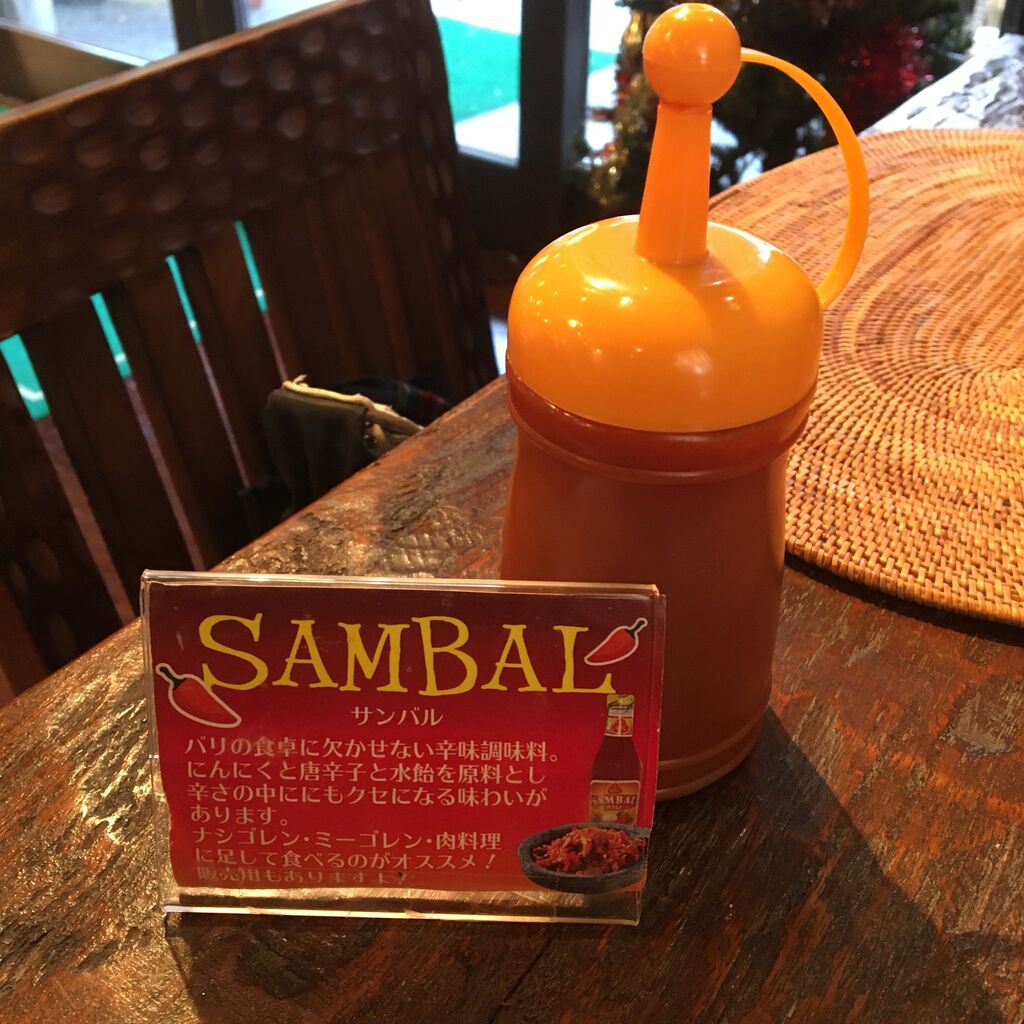 SAMBAL
サンバル
バリの食卓に欠かせない辛味調味料。
にんにくと唐辛子と水飴を原料とし
辛さの中ににもクセになる味わいが
あります。
ナシゴレン・ミーゴレン・肉料理
に足して食べるのがオススメ!
販売用もありますよ!
SAMBAL
ASLI